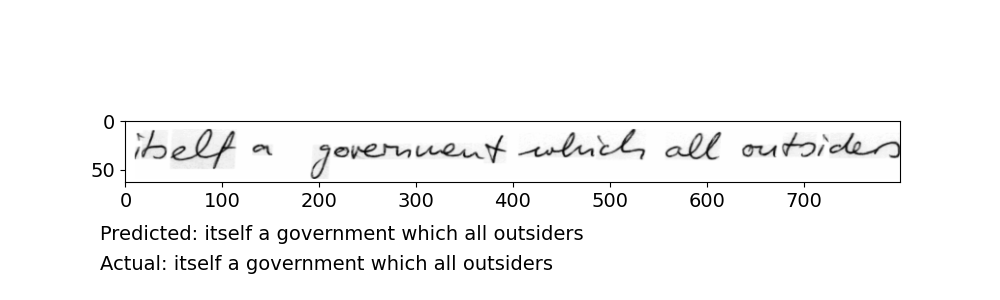 0
itself a government which all outsiders
50
0 100 200 300 400 500 600 700
Predicted: itself a government which all outsiders
Actual: itself a government which all outsiders